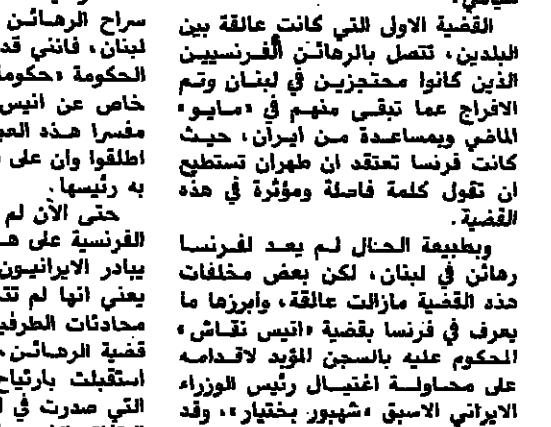 القضية الاولى التي كانت عالقة بين
البلدين، تتصل بالرهائن الفرنسيين
الذين كانوا محتجزين في لبنان وتم
الافراج عما تبقى منهم في «مايو»
الماضي وبمساعدة من ايران، حيث
كانت فرنسا تعتقد ان طهران تستطيع
ان تقول كلمة فاصلة ومؤثرة في هذه
القضية.
وبطبيعة الحال لم يعد لفرنسا
رهائن في لبنان، لكن بعض مخلفات
هذه القضية مازالت عالقة، وابرزها ما
يعرف في فرنسا بقضية «انيس نقاش»
المحكوم عليه بالسجن المؤبد لاقدامه
على محاولة اغتيال رئيس الوزراء
الايراني الاسبق «شهبور بختيار»، وقد
سراح الرهائن
لبنان، فانني قد
الحكومة «حكومة
خاص عن انيس
مفسرا هذه العب
اطلقوا وان على
به رئيسها.
حتى الآن لم
الفرنسية على هـ
يبادر الايرانيون
يعني انها لم تتـ
محادثات الطرفيـ
قضية الرهائن،
استقبلت بارتياح
التي صدرت في ا